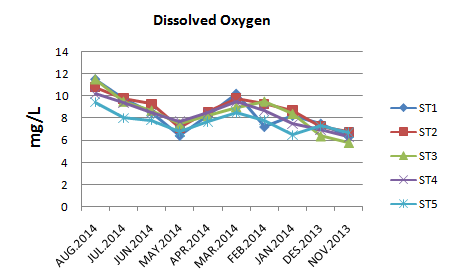 Dissolved Oxygen
mg/L
14
12
10
8
6
4
2
0
AUG.2014
JUL.2014
JUN.2014
MAY.2014
APR.2014
MAR.2014
FEB.2014
JAN.2014
DES.2013
NOV.2013
ST1
ST2
ST3
ST4
ST5